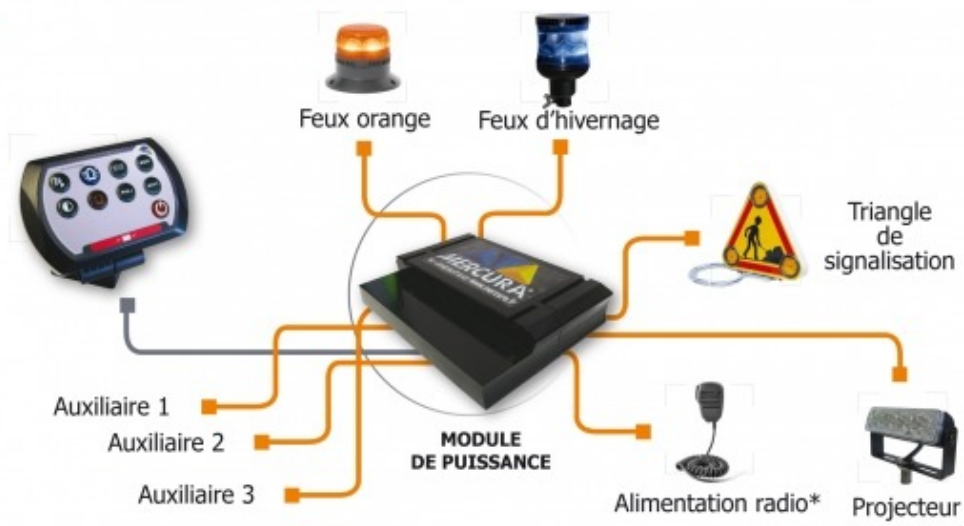 Feux orange
Feux d'hivernage
Triangle
de
signalisation
MERCURA
Auxiliaire 1
Auxiliaire 2
Auxiliaire 3
MODULE
DE PUISSANCE
Alimentation radio*
Projecteur